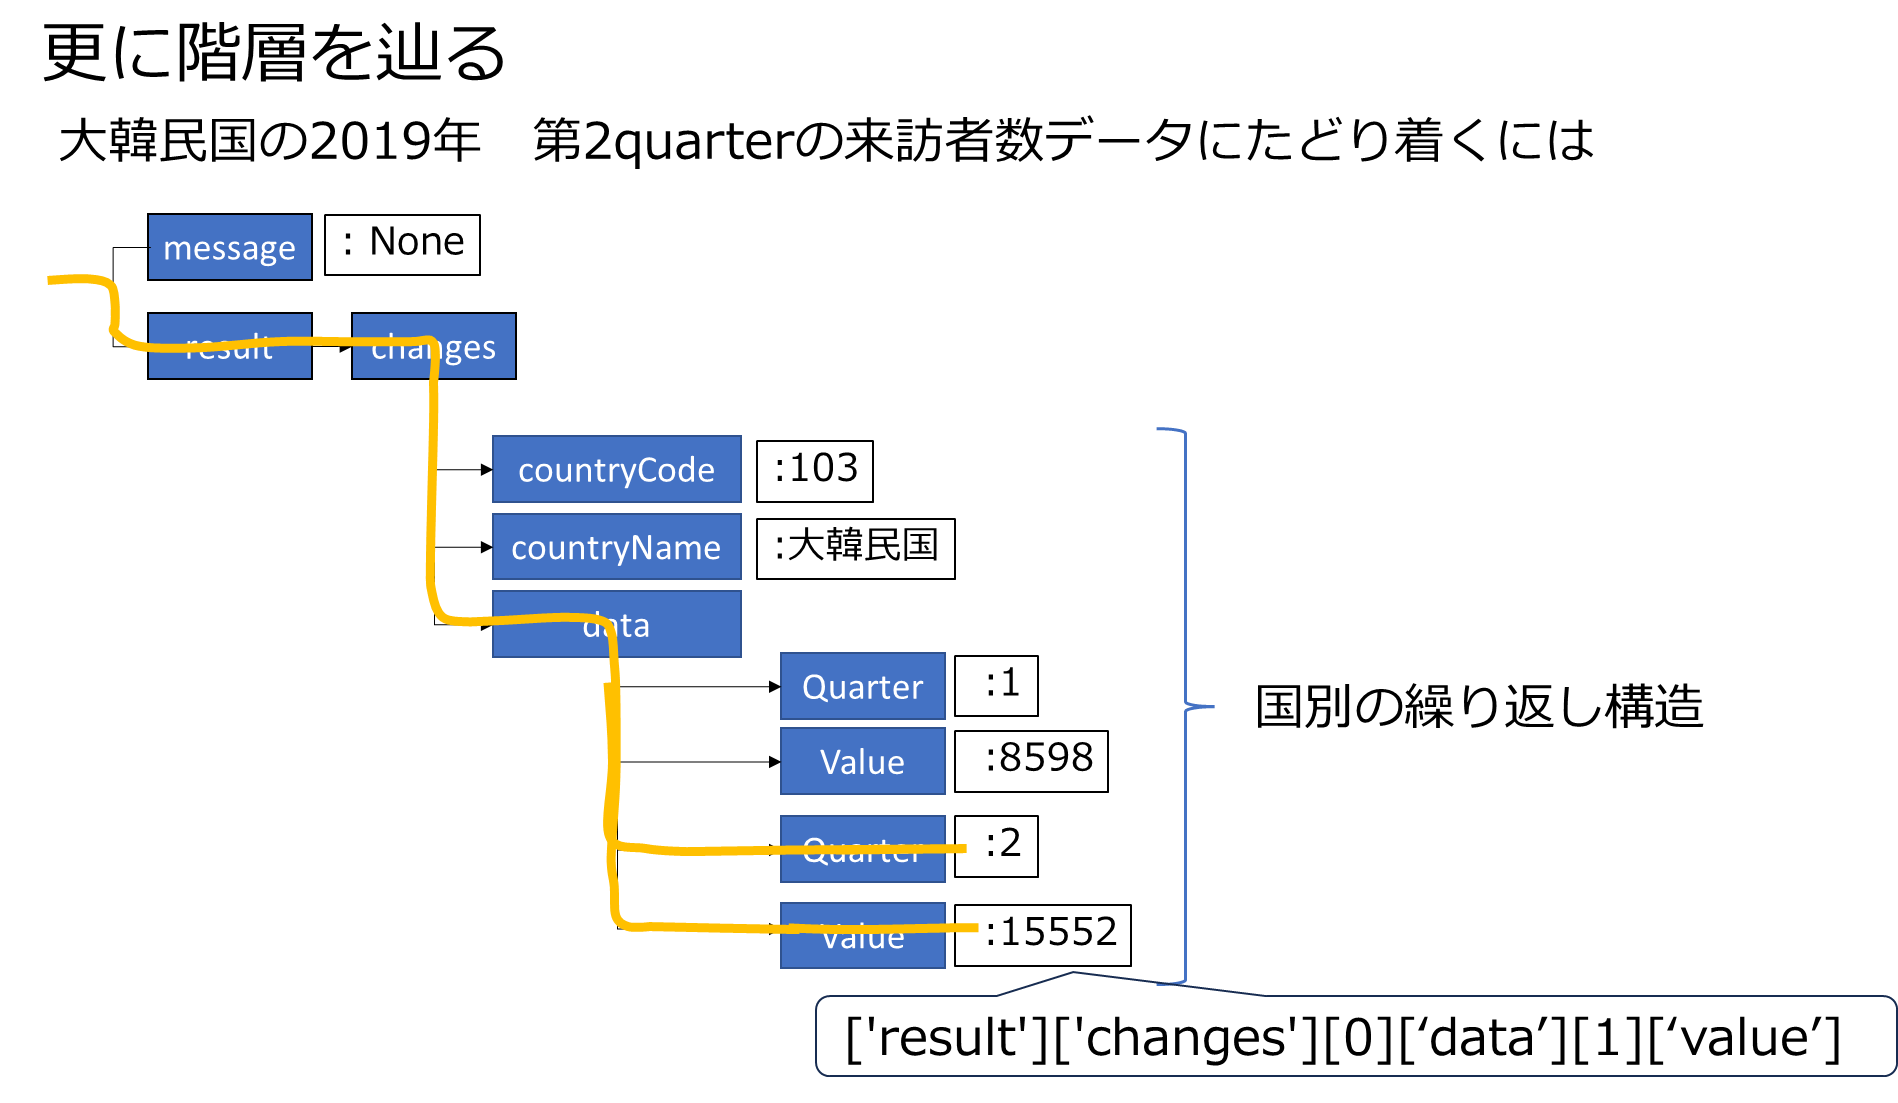 更に階層を辿る
大韓民国の2019年　第2quarterの来訪者数データにたどり着くには
message : None
result changes
countryCode :103
countryName :大韓民国
data
Quarter :1
国別の繰り返し構造
Value :8598
Quarter :2
Value :15552
['result']['changes'][0][‘data’][1][‘value’]